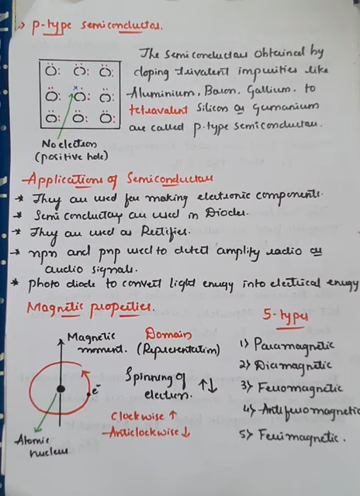 p-type semiconductor.
The semiconductors obtained by
doping trivalent impurities like
Aluminium, Boron, Gallium. to
tetravalent Silicon or Germanium
are called p-type semiconductor.
No electron
(positive hole)
Applications of Semiconductors
* They are used for making electronic components.
* Semiconductors are used in Diodes.
* They are used as Rectifier.
* npn and pnp used to detect amplify radio or
audio signals.
* photo diode to convert light energy into electrical energy
Magnetic properties.
Magnetic
moment.
Domain
(Representation)
Spinning of ↑↓
electron.
e⁻
Clockwise ↑
Anticlockwise ↓
Atomic
nucleus
5-types
1) Paramagnetic
2) Diamagnetic
3) Ferromagnetic
4) Antiferromagnetic
5) Ferrimagnetic.